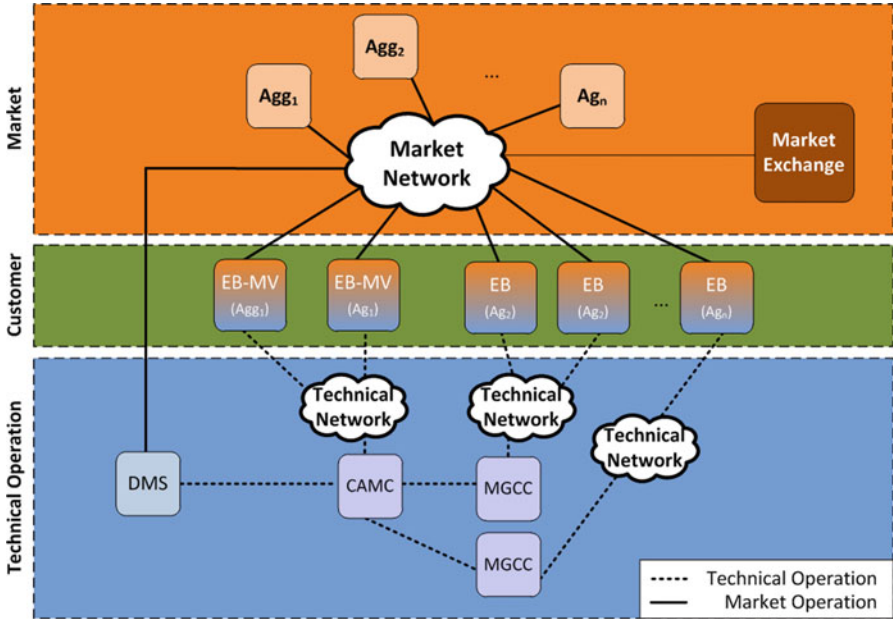 Market
Agg₁
Agg₂
...
Agₙ
Market
Network
Market
Exchange
Customer
EB-MV
(Agg₁)
EB-MV
(Ag₁)
EB
(Ag₂)
EB
(Ag₂)
...
EB
(Agₙ)
Technical Operation
Technical
Network
Technical
Network
Technical
Network
DMS
CAMC
MGCC
MGCC
Technical Operation
Market Operation